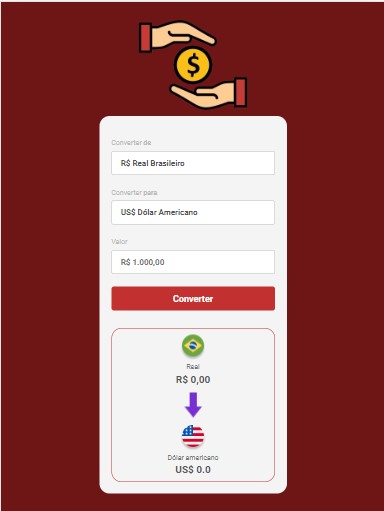 $
Converter de
R$ Real Brasileiro
Converter para
US$ Dólar Americano
Valor
R$ 1.000,00
Converter
Real
R$ 0,00
Dólar americano
US$ 0.0